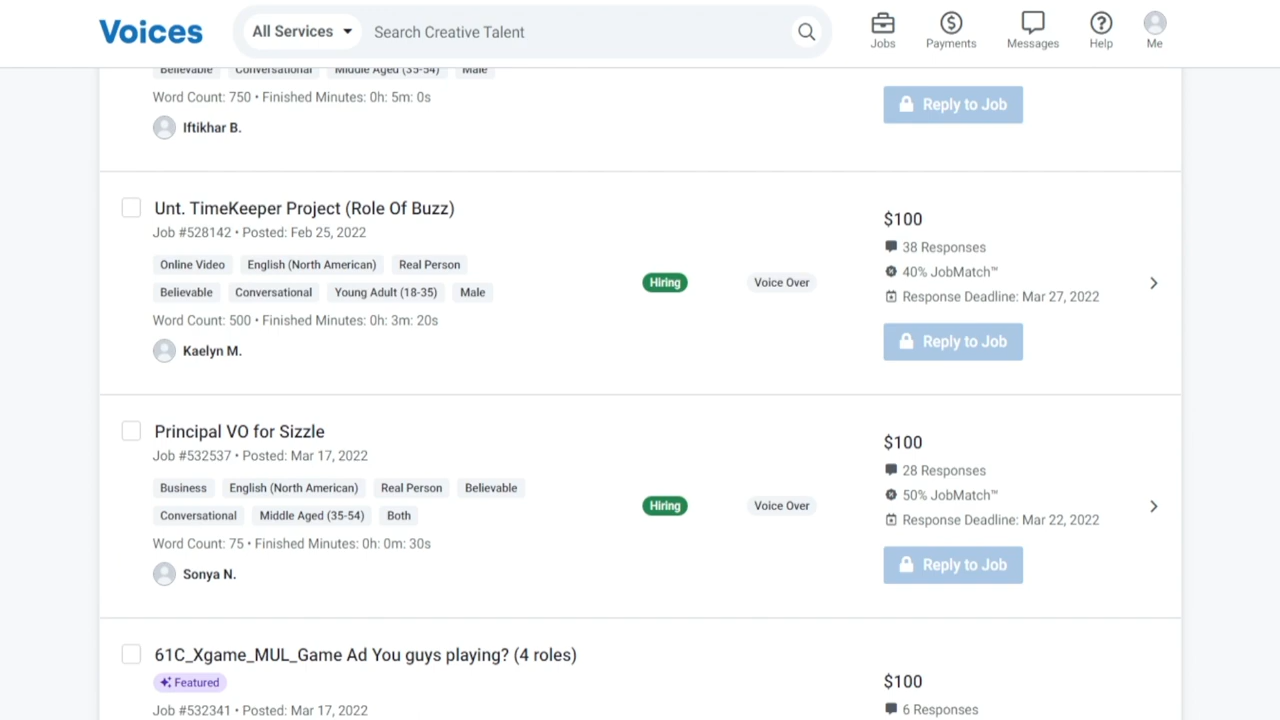 Voices
All Services
Search Creative Talent
Jobs
Payments
Messages
Help
Me
Believable Conversational Middle Aged (35-54) Male
Word Count: 750 • Finished Minutes: 0h: 5m: 0s
Iftikhar B.
Reply to Job
Unt. TimeKeeper Project (Role Of Buzz)
Job #528142 • Posted: Feb 25, 2022
Online Video English (North American) Real Person
Believable Conversational Young Adult (18-35) Male
Word Count: 500 • Finished Minutes: 0h: 3m: 20s
Kaelyn M.
Hiring
Voice Over
$100
38 Responses
40% JobMatch™
Response Deadline: Mar 27, 2022
Reply to Job
Principal VO for Sizzle
Job #532537 • Posted: Mar 17, 2022
Business English (North American) Real Person Believable
Conversational Middle Aged (35-54) Both
Word Count: 75 • Finished Minutes: 0h: 0m: 30s
Sonya N.
Hiring
Voice Over
$100
28 Responses
50% JobMatch™
Response Deadline: Mar 22, 2022
Reply to Job
61C_Xgame_MUL_Game Ad You guys playing? (4 roles)
Featured
Job #532341 • Posted: Mar 17, 2022
$100
6 Responses